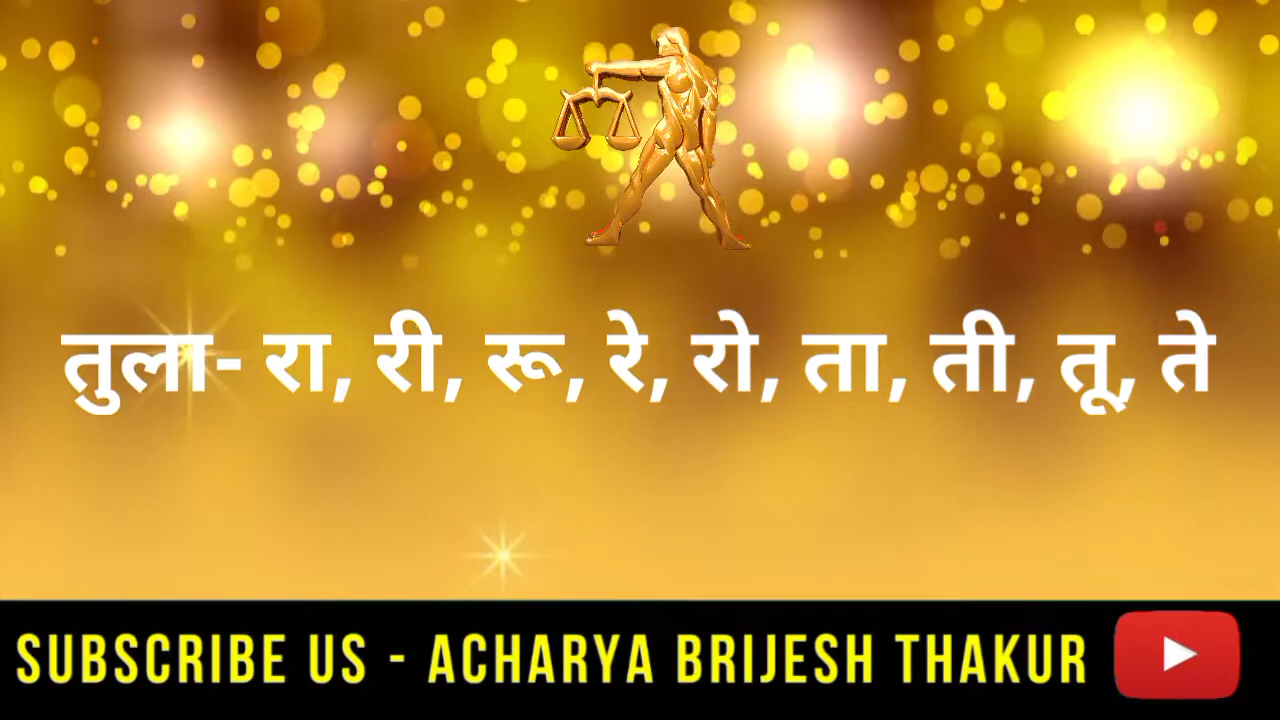 तुला- रा, री, रू, रे, रो, ता, ती, तू, ते
SUBSCRIBE US - ACHARYA BRIJESH THAKUR